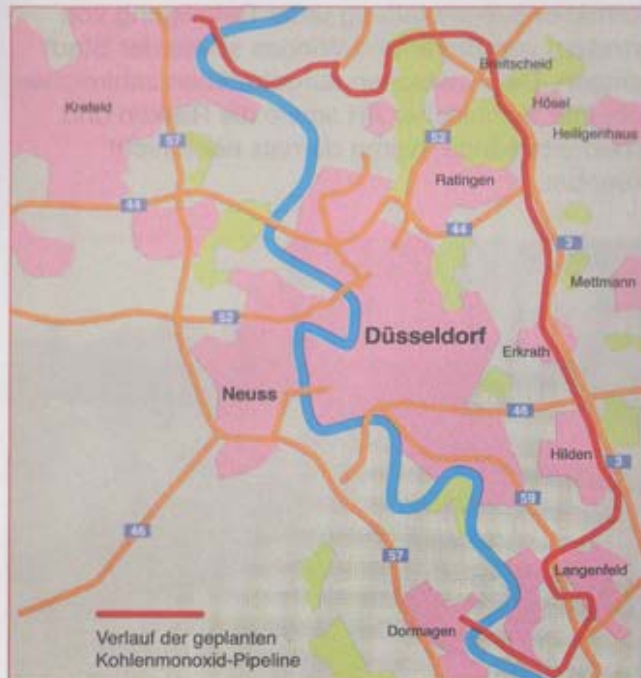 Breitscheid
Krefeld
Hösel
57
52
Heiligenhaus
Ratingen
44
44
3
Mettmann
52
Düsseldorf
Erkrath
Neuss
46
Hilden
3
59
46
57
Langenfeld
Dormagen
Verlauf der geplanten
Kohlenmonoxid-Pipeline